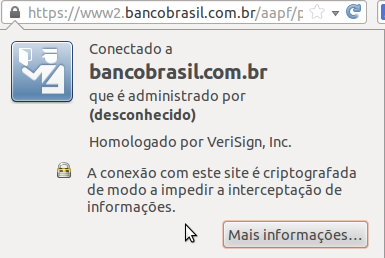 https://www2.bancobrasil.com.br/aapf/p
Conectado a
bancobrasil.com.br
que é administrado por
(desconhecido)
Homologado por VeriSign, Inc.
A conexão com este site é criptografada
de modo a impedir a interceptação de
informações.
Mais informações...